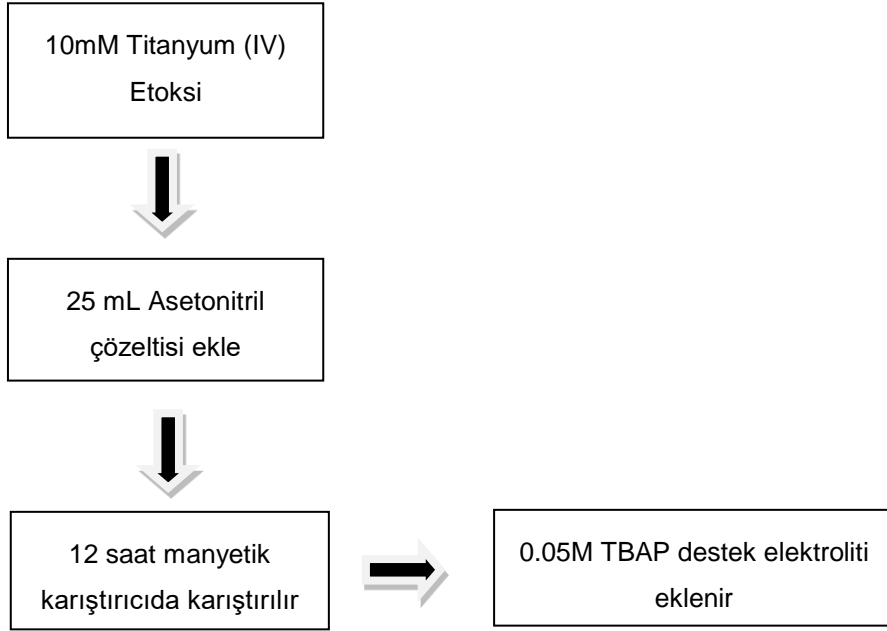 10mM Titanyum (IV)
Etoksi
25 mL Asetonitril
çözeltisi ekle
12 saat manyetik
karıştırıcıda karıştırılır
0.05M TBAP destek elektroliti
eklenir